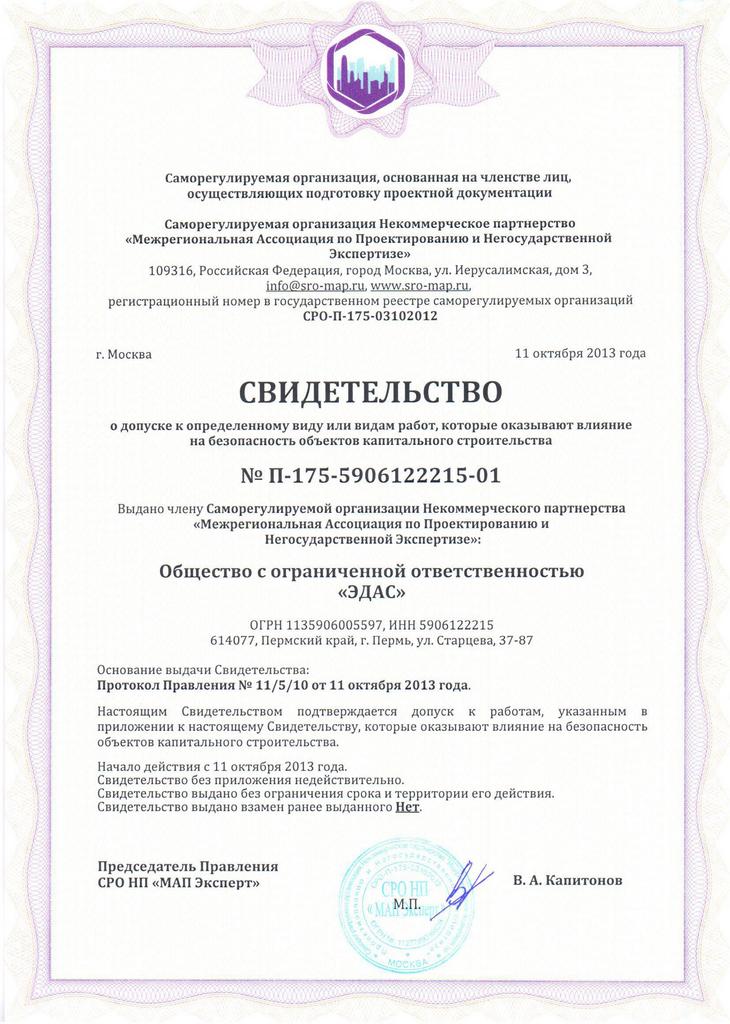 Саморегулируемая организация, основанная на членстве лиц,
осуществляющих подготовку проектной документации
Саморегулируемая организация Некоммерческое партнерство
«Межрегиональная Ассоциация по Проектированию и Негосударственной
Экспертизе»
109316, Российская Федерация, город Москва, ул. Иерусалимская, дом 3,
info@sro-map.ru, www.sro-map.ru,
регистрационный номер в государственном реестре саморегулируемых организаций
СРО-П-175-03102012
г. Москва 11 октября 2013 года
СВИДЕТЕЛЬСТВО
о допуске к определенному виду или видам работ, которые оказывают влияние
на безопасность объектов капитального строительства
№ П-175-5906122215-01
Выдано члену Саморегулируемой организации Некоммерческого партнерства
«Межрегиональная Ассоциация по Проектированию и
Негосударственной Экспертизе»:
Общество с ограниченной ответственностью
«ЭДАС»
ОГРН 1135906005597, ИНН 5906122215
614077, Пермский край, г. Пермь, ул. Старцева, 37-87
Основание выдачи Свидетельства:
Протокол Правления № 11/5/10 от 11 октября 2013 года.
Настоящим Свидетельством подтверждается допуск к работам, указанным в
приложении к настоящему Свидетельству, которые оказывают влияние на безопасность
объектов капитального строительства.
Начало действия с 11 октября 2013 года.
Свидетельство без приложения недействительно.
Свидетельство выдано без ограничения срока и территории его действия.
Свидетельство выдано взамен ранее выданного Нет.
Председатель Правления
СРО НП «МАП Эксперт»
СРО НП
«МАП Эксперт»
М.П.
МОСКВА
В. А. Капитонов